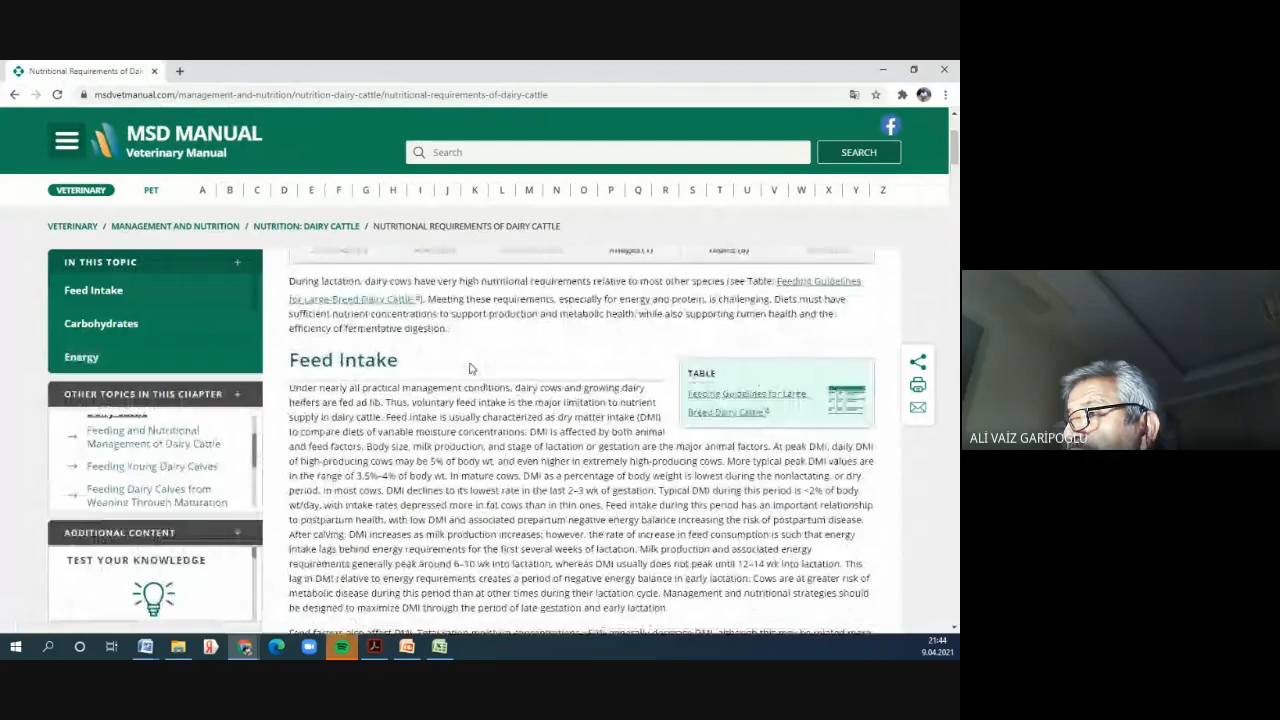 Nutritional Requirements of Dai
msdvetmanual.com/management-and-nutrition/nutrition-dairy-cattle/nutritional-requirements-of-dairy-cattle
MSD MANUAL
Veterinary Manual
Search
SEARCH
VETERINARY PET A B C D E F G H I J K L M N O P Q R S T U V W X Y Z
VETERINARY / MANAGEMENT AND NUTRITION / NUTRITION: DAIRY CATTLE / NUTRITIONAL REQUIREMENTS OF DAIRY CATTLE
IN THIS TOPIC +
Feed Intake
Carbohydrates
Energy
OTHER TOPICS IN THIS CHAPTER +
Dairy Cattle
→ Feeding and Nutritional
Management of Dairy Cattle
→ Feeding Young Dairy Calves
→ Feeding Dairy Calves from
Weaning Through Maturation
ADDITIONAL CONTENT
TEST YOUR KNOWLEDGE
During lactation, dairy cows have very high nutritional requirements relative to most other species (see Table: Feeding Guidelines
for Large-Breed Dairy Cattle). Meeting these requirements, especially for energy and protein, is challenging. Diets must have
sufficient nutrient concentrations to support production and metabolic health, while also supporting rumen health and the
efficiency of fermentative digestion.
Feed Intake
Under nearly all practical management conditions, dairy cows and growing dairy
heifers are fed ad lib. Thus, voluntary feed intake is the major limitation to nutrient
supply in dairy cattle. Feed intake is usually characterized as dry matter intake (DMI)
to compare diets of variable moisture concentrations. DMI is affected by both animal
and feed factors. Body size, milk production, and stage of lactation or gestation are the major animal factors. At peak DMI, daily DMI
of high-producing cows may be 5% of body wt, and even higher in extremely high-producing cows. More typical peak DMI values are
in the range of 3.5%–4% of body wt. In mature cows, DMI as a percentage of body weight is lowest during the nonlactating, or dry
period. In most cows, DMI declines to its lowest rate in the last 2–3 wk of gestation. Typical DMI during this period is <2% of body
wt/day, with intake rates depressed more in fat cows than in thin ones. Feed intake during this period has an important relationship
to postpartum health, with low DMI and associated prepartum negative energy balance increasing the risk of postpartum disease.
After calving, DMI increases as milk production increases; however, the rate of increase in feed consumption is such that energy
intake lags behind energy requirements for the first several weeks of lactation. Milk production and associated energy
requirements generally peak around 6–10 wk into lactation, whereas DMI usually does not peak until 12–14 wk into lactation. This
lag in DMI relative to energy requirements creates a period of negative energy balance in early lactation. Cows are at greater risk of
metabolic disease during this period than at other times during their lactation cycle. Management and nutritional strategies should
be designed to maximize DMI through the period of late gestation and early lactation.
TABLE
Feeding Guidelines for Large-
Breed Dairy Cattle
21:44
9.04.2021
ALİ VAİZ GARİPOĞLU